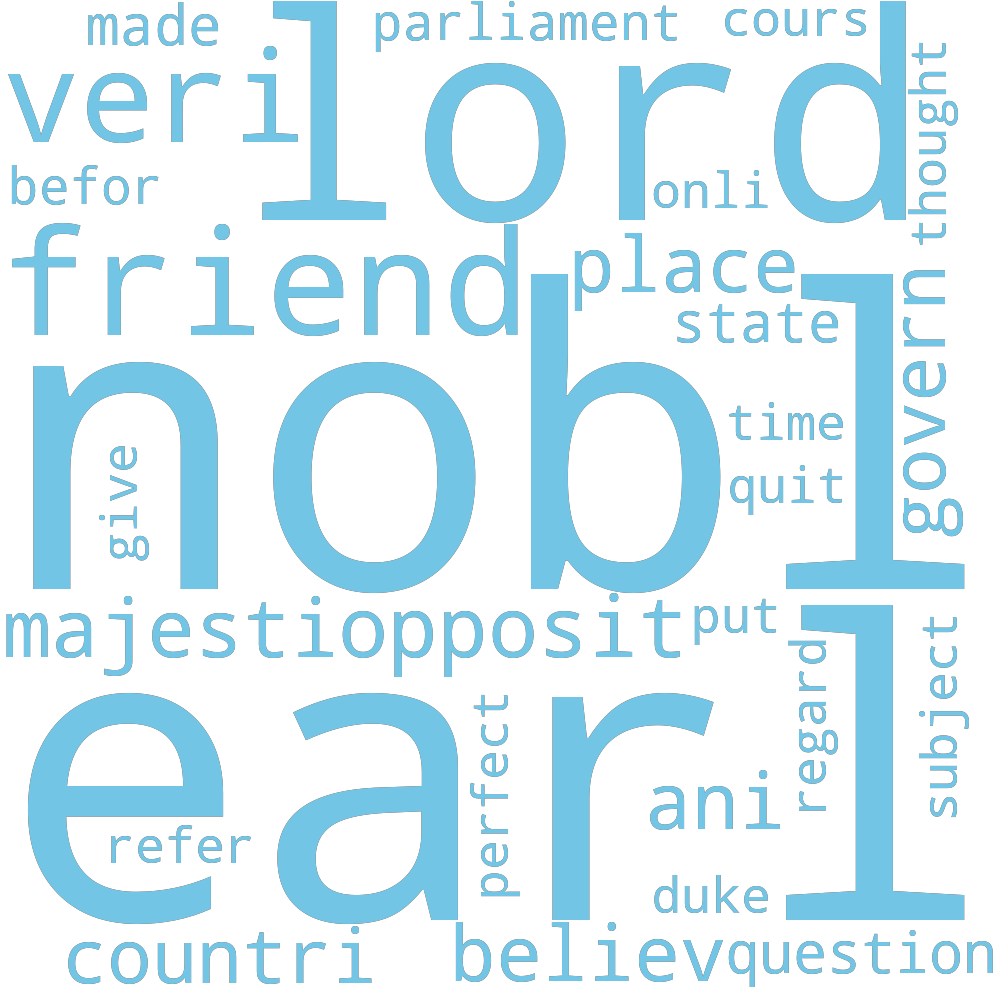 made
parliament
cours
veri
lord
thought
befor
onli
friend
place
govern
state
nobl
time
quit
give
majesti
opposit
put
regard
subject
earl
perfect
ani
refer
duke
countri
believ
question